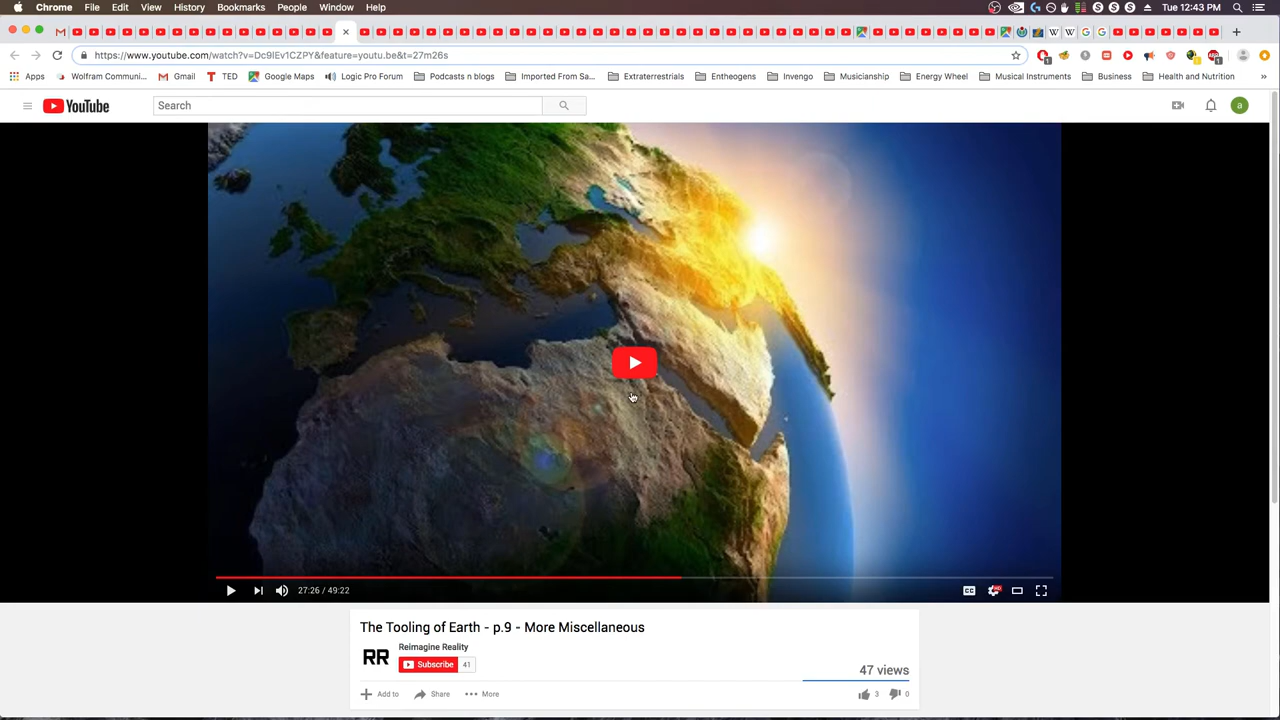 Chrome File Edit View History Bookmarks People Window Help Tue 12:43 PM
https://www.youtube.com/watch?v=Dc9IEv1CZPY&feature=youtu.be&t=27m26s
Apps Wolfram Communi... Gmail TED Google Maps Logic Pro Forum Podcasts n blogs Imported From Sa... Extraterrestrials Entheogens Invengo Musicianship Energy Wheel Musical Instruments Business Health and Nutrition »
YouTube Search a
27:26 / 49:22 CC HD
The Tooling of Earth - p.9 - More Miscellaneous
RR Reimagine Reality
Subscribe 41
47 views
Add to Share More 3 0